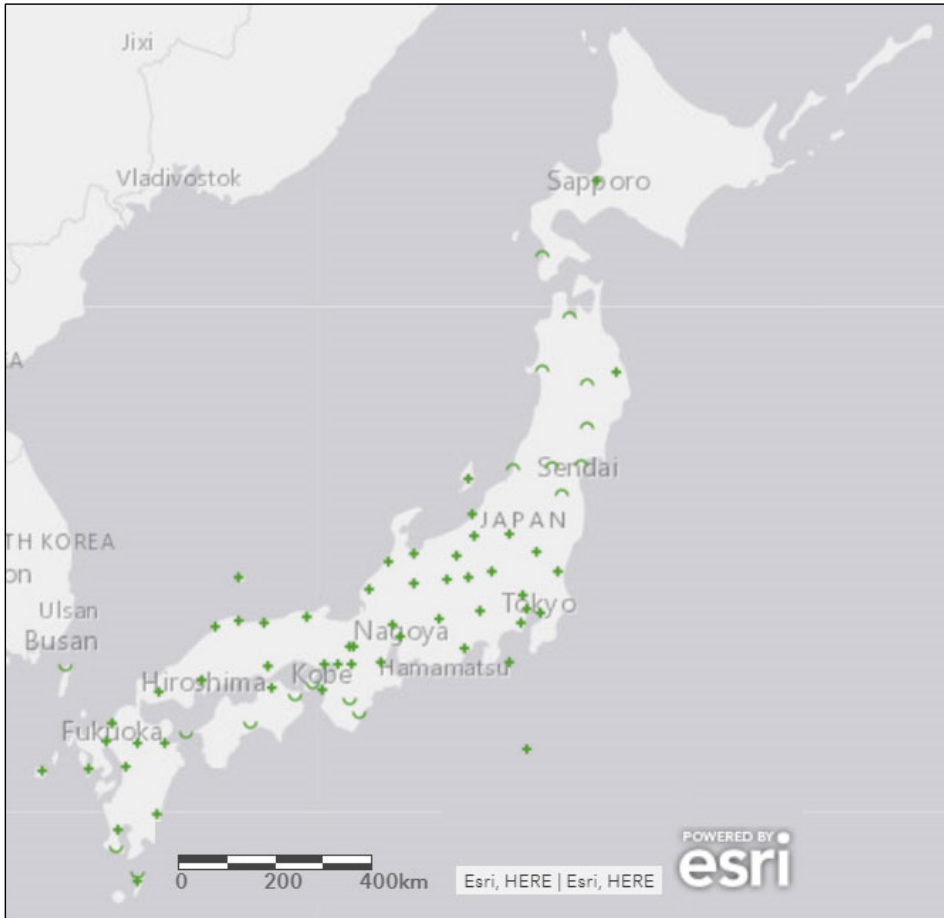 Jixi
Vladivostok
Sapporo
Sendai
JAPAN
TH KOREA
on
Ulsan
Busan
Tokyo
Nagoya
Hamamatsu
Kobe
Hiroshima
Fukuoka
0 200 400km
Esri, HERE | Esri, HERE
POWERED BY
esri
EA